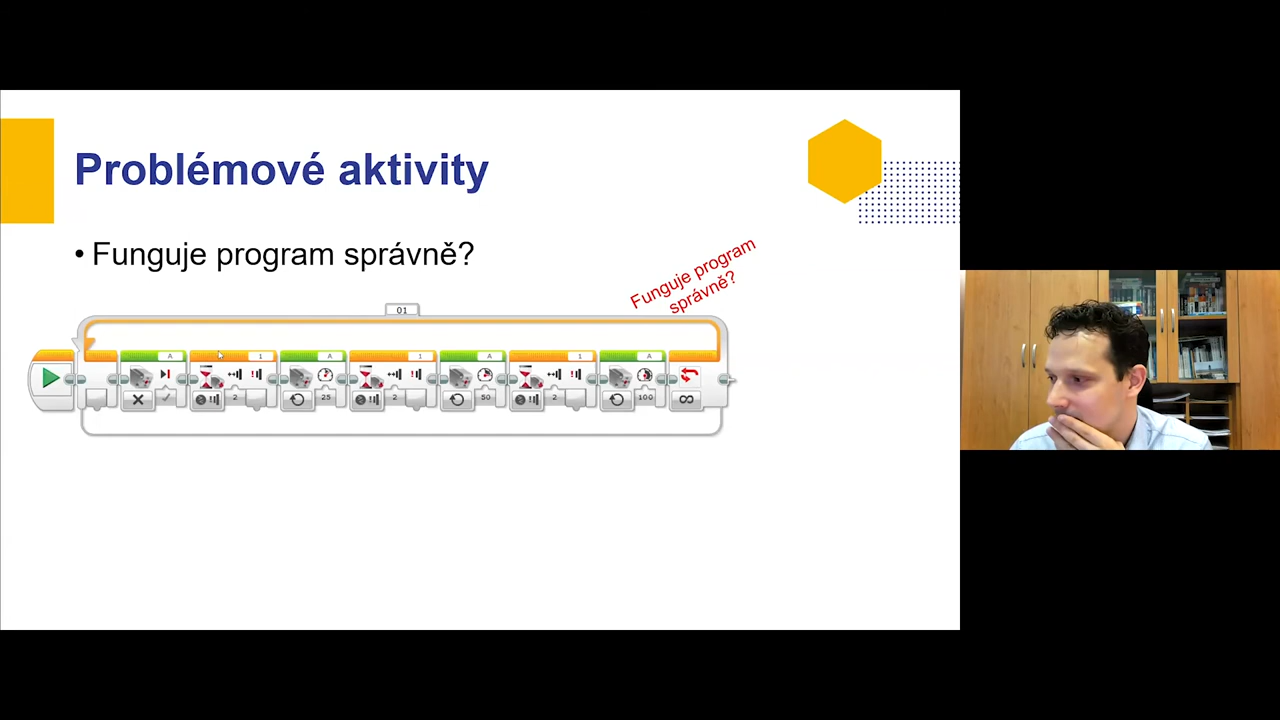 Problémové aktivity
• Funguje program správně?
Funguje program
správně?
01
A 1 A 1 A 1 A
2 25 2 50 2 100 ∞